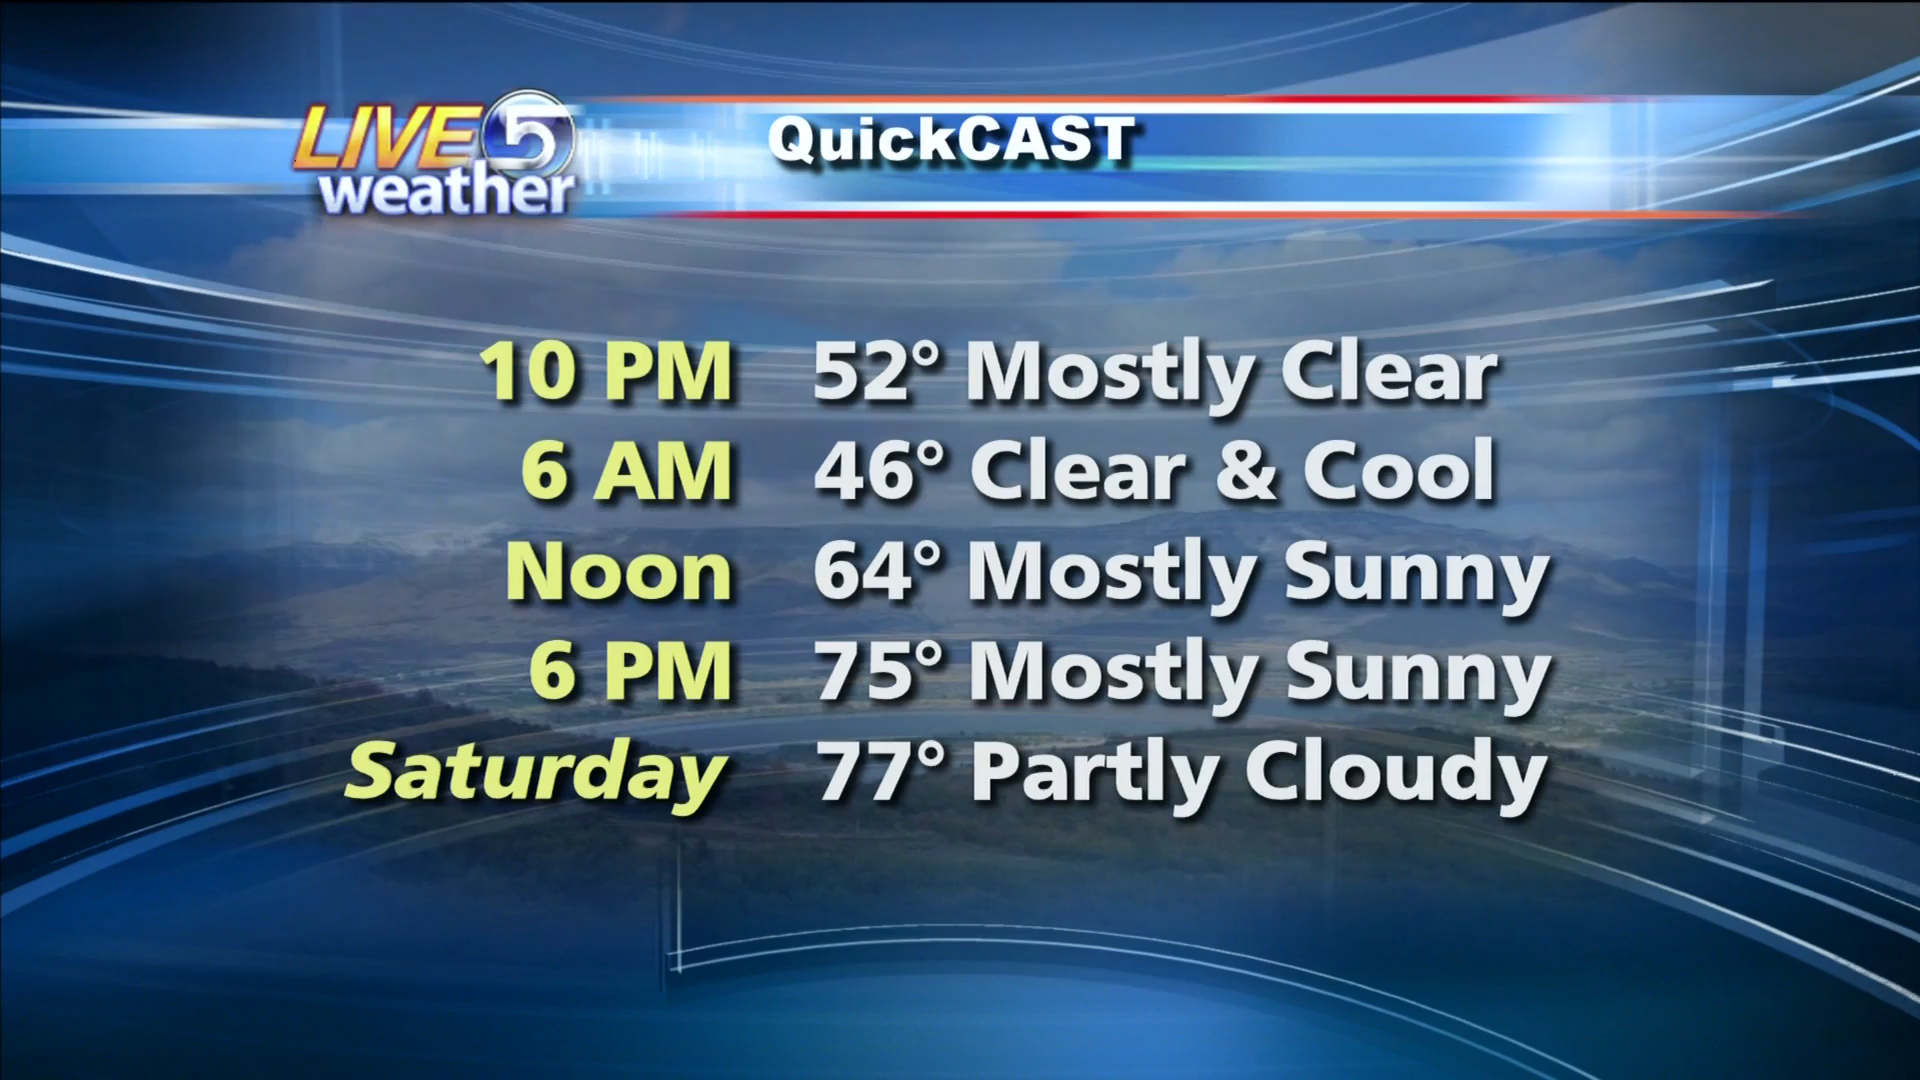 LIVE 5
weather
QuickCAST
10 PM 52° Mostly Clear
6 AM 46° Clear & Cool
Noon 64° Mostly Sunny
6 PM 75° Mostly Sunny
Saturday 77° Partly Cloudy